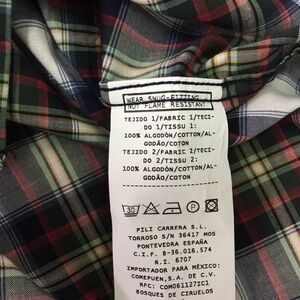 WEAR SNUG-FITTING
NOT FLAME RESISTANT
TEJIDO 1/FABRIC 1/TECI-
DO 1/TISSU 1:
100% ALGODÓN/COTTON/AL-
GODÃO/COTON
TEJIDO 2/FABRIC 2/TECI-
DO 2/TISSU 2:
100% ALGODÓN/COTTON/AL-
GODÃO/COTON
PILI CARRERA S.L.
TORROSO S/N 36417 MOS
PONTEVEDRA ESPAÑA
C.I.F. B-36.016.574
R.I. 6707
IMPORTADOR PARA MÉXICO:
COMEPUEN, S.A. DE C.V.
RFC: COM061127IC1
BOSQUES DE CIRUELOS